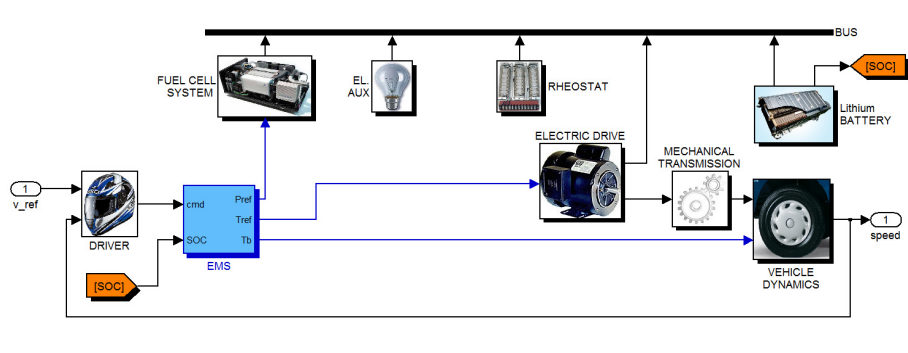 BUS
FUEL CELL
SYSTEM
EL.
AUX
RHEOSTAT
[SOC]
Lithium
BATTERY
ELECTRIC DRIVE
MECHANICAL
TRANSMISSION
1
v_ref
DRIVER
cmd
SOC
Pref
Tref
Tb
EMS
[SOC]
VEHICLE
DYNAMICS
1
speed